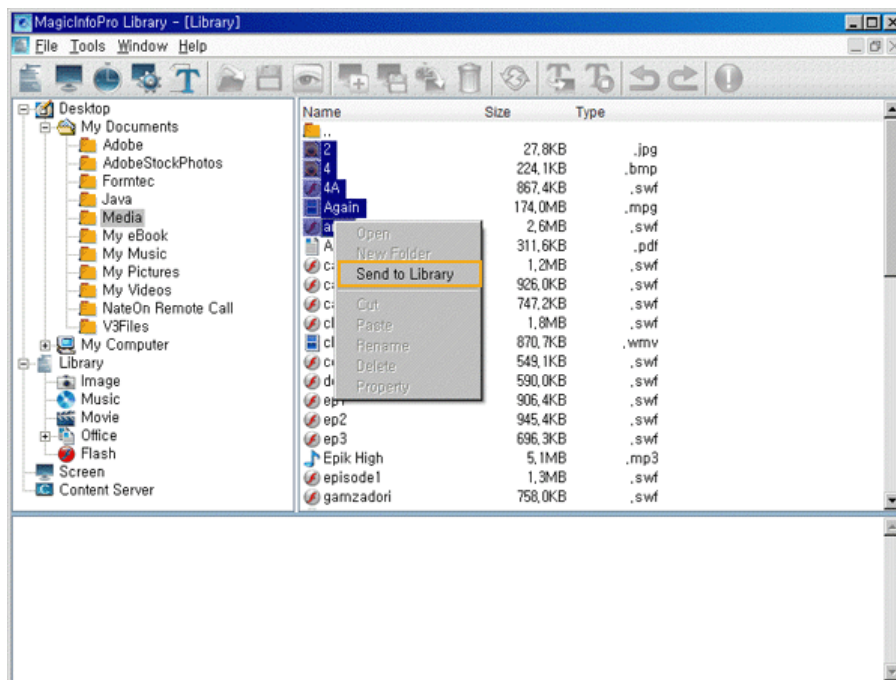 MagicInfoPro Library - [Library]
File Tools Window Help
Desktop
My Documents
Adobe
AdobeStockPhotos
Formtec
Java
Media
My eBook
My Music
My Pictures
My Videos
NateOn Remote Call
V3Files
My Computer
Library
Image
Music
Movie
Office
Flash
Screen
Content Server
Name Size Type
..
2 27,8KB .jpg
4 224,1KB .bmp
4A 867,4KB .swf
Again 174,0MB .mpg
2,6MB .swf
311,6KB .pdf
1,2MB .swf
926,0KB .swf
747,2KB .swf
1,8MB .swf
870,7KB .wmv
549,1KB .swf
590,0KB .swf
ep1 906,4KB .swf
ep2 945,4KB .swf
ep3 696,3KB .swf
Epik High 5,1MB .mp3
episode1 1,3MB .swf
gamzadori 758,0KB .swf
Open
New Folder
Send to Library
Cut
Paste
Rename
Delete
Property